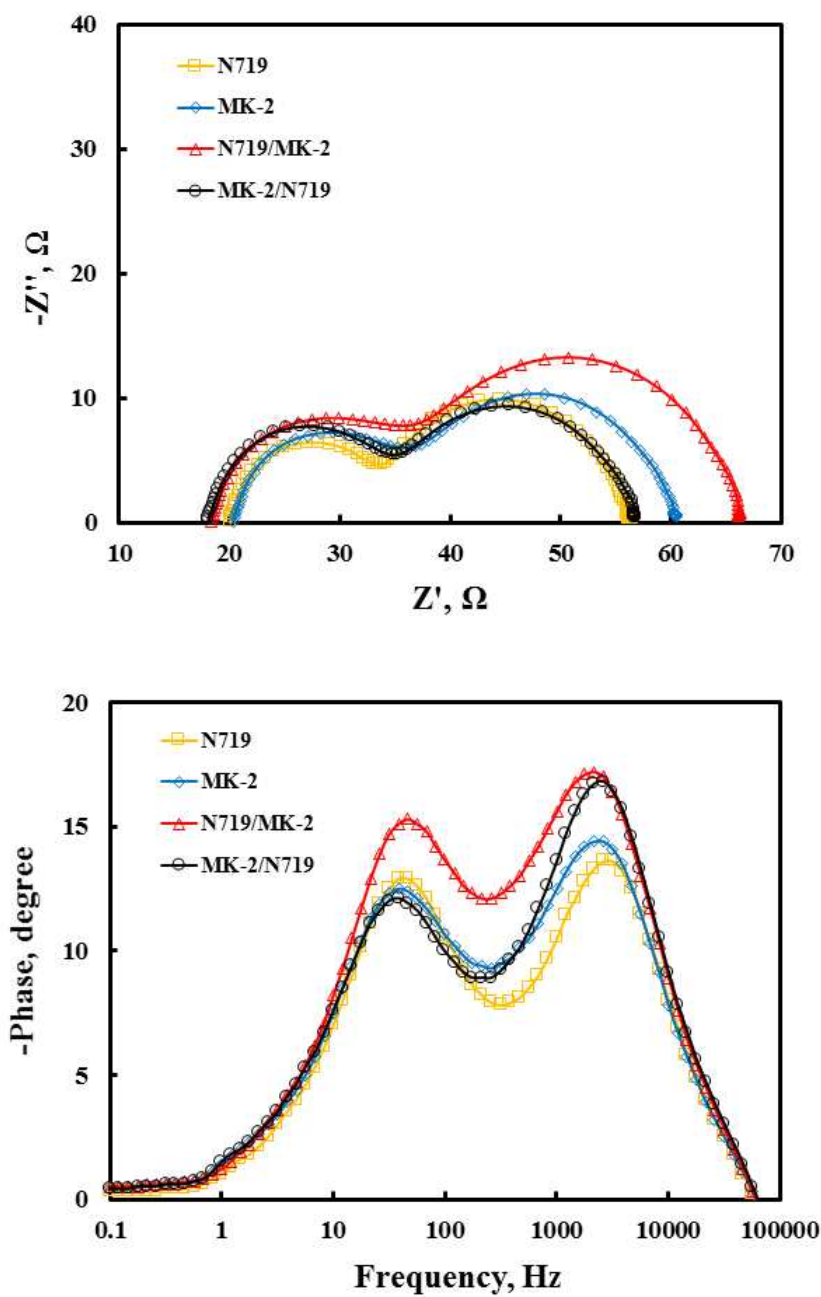 40
30
20
10
0
-Z'', Ω
N719
MK-2
N719/MK-2
MK-2/N719
10 20 30 40 50 60 70
Z', Ω
20
15
10
5
0
-Phase, degree
N719
MK-2
N719/MK-2
MK-2/N719
0.1 1 10 100 1000 10000 100000
Frequency, Hz